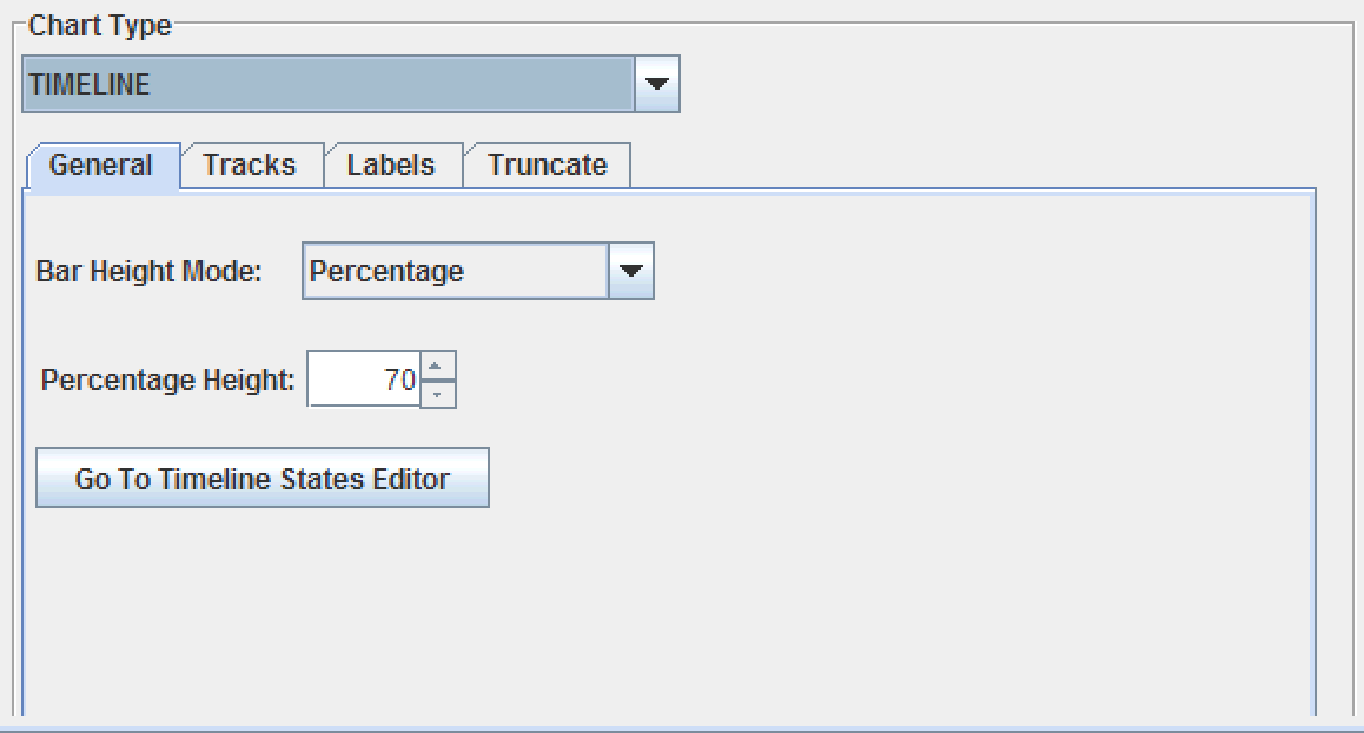 Chart Type
TIMELINE
General Tracks Labels Truncate
Bar Height Mode: Percentage
Percentage Height: 70
Go To Timeline States Editor